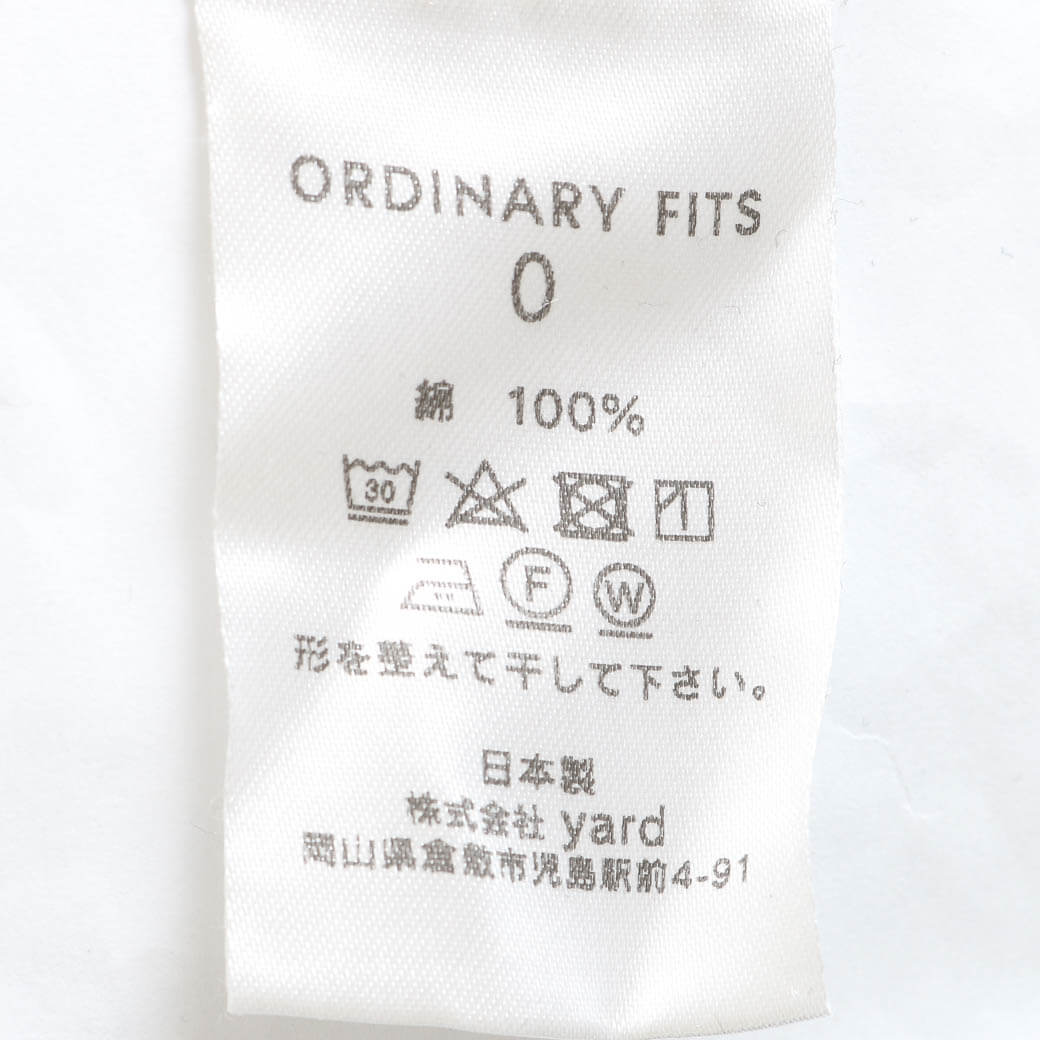 ORDINARY FITS
0
綿 100%
30
F W
形を整えて干して下さい。
日本製
株式会社 yard
岡山県倉敷市児島駅前4-91